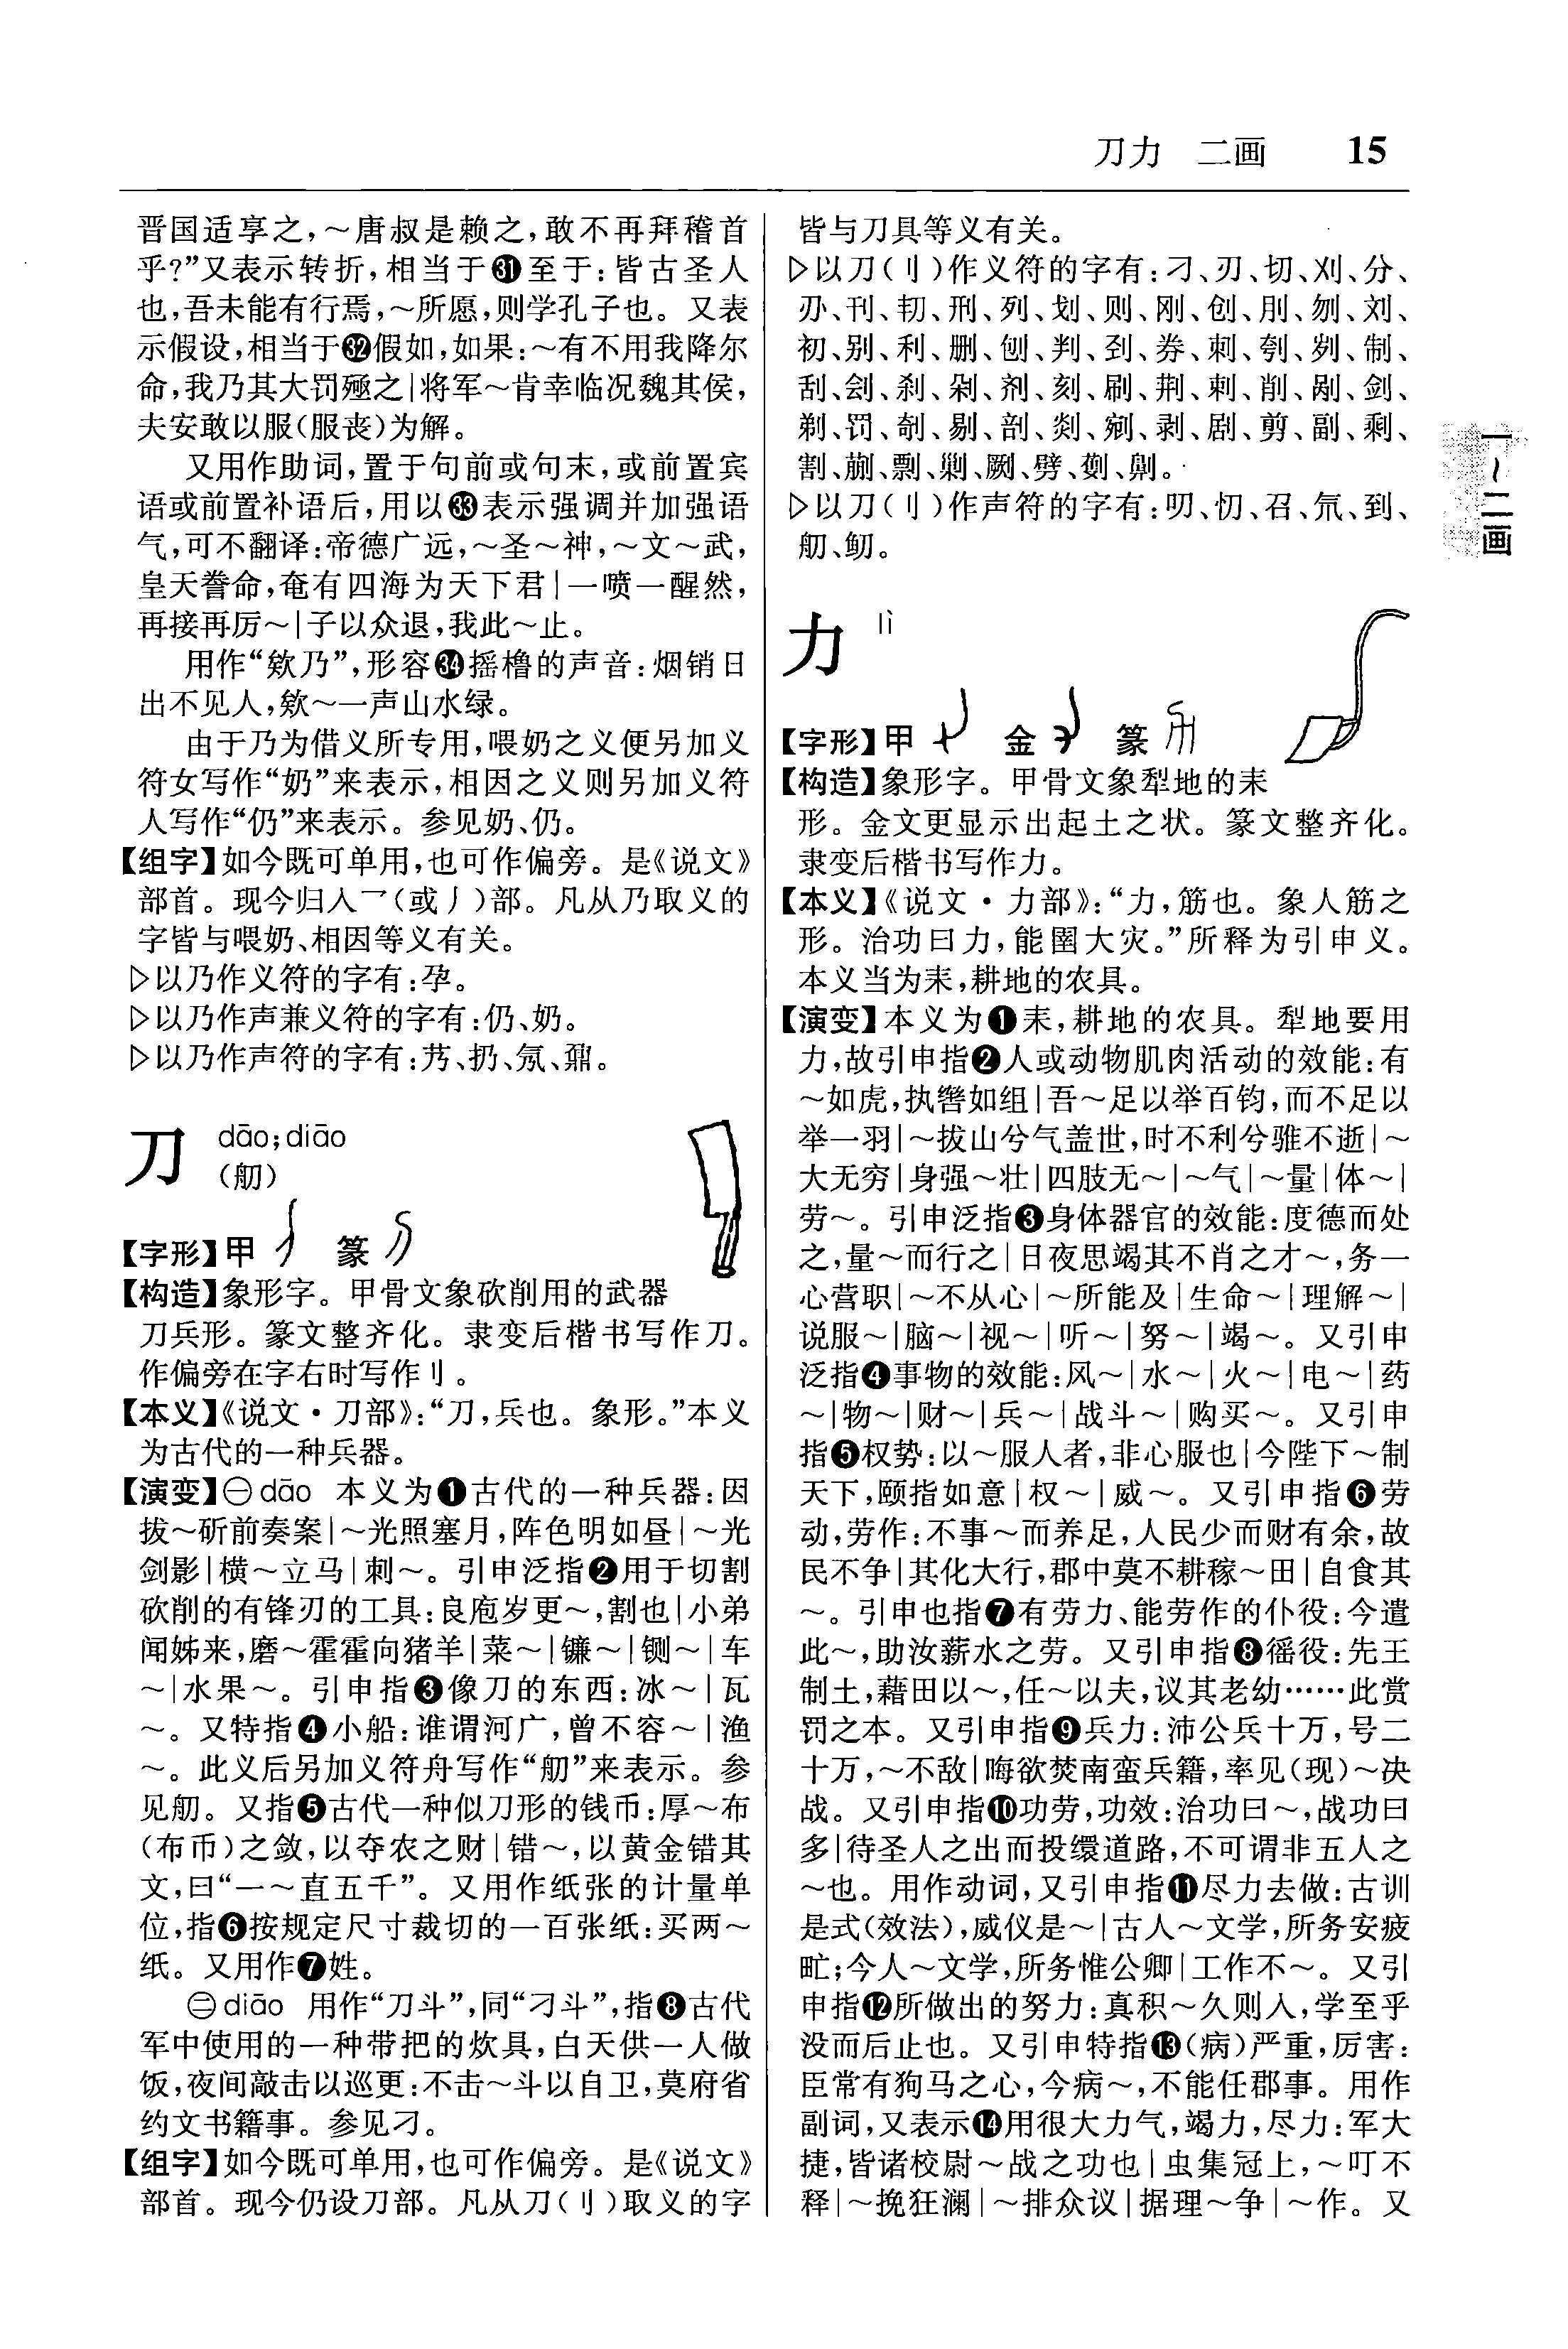 刀力　二画　15
晋国适享之,～唐叔是赖之,敢不再拜稽首
乎?”又表示转折,相当于㉛至于:皆古圣人
也,吾未能有行焉,～所愿,则学孔子也。又表
示假设,相当于㉜假如,如果:～有不用我降尔
命,我乃其大罚殛之|将军～肯幸临况魏其侯,
夫安敢以服(服丧)为解。
又用作助词,置于句前或句末,或前置宾
语或前置补语后,用以㉝表示强调并加强语
气,可不翻译:帝德广远,～圣～神,～文～武,
皇天眷命,奄有四海为天下君|一喷一醒然,
再接再厉～|子以众退,我此～止。
用作“欸乃”,形容㉞摇橹的声音:烟销日
出不见人,欸～一声山水绿。
由于乃为借义所专用,喂奶之义便另加义
符女写作“奶”来表示,相因之义则另加义符
人写作“仍”来表示。参见奶、仍。
【组字】如今既可单用,也可作偏旁。是《说文》
部首。现今归入乛(或丿)部。凡从乃取义的
字皆与喂奶、相因等义有关。
▷以乃作义符的字有:孕。
▷以乃作声兼义符的字有:仍、奶。
▷以乃作声符的字有:艿、扔、氖、鼐。
刀　dāo;diāo
(舠)
【字形】甲　篆
【构造】象形字。甲骨文象砍削用的武器
刀兵形。篆文整齐化。隶变后楷书写作刀。
作偏旁在字右时写作刂。
【本义】《说文·刀部》:“刀,兵也。象形。”本义
为古代的一种兵器。
【演变】㊀dāo　本义为❶古代的一种兵器:因
拔～斫前奏案|～光照塞月,阵色明如昼|～光
剑影|横～立马|刺～。引申泛指❷用于切割
砍削的有锋刃的工具:良庖岁更～,割也|小弟
闻姊来,磨～霍霍向猪羊|菜～|镰～|铡～|车
～|水果～。引申指❸像刀的东西:冰～|瓦
～。又特指❹小船:谁谓河广,曾不容～|渔
～。此义后另加义符舟写作“舠”来表示。参
见舠。又指❺古代一种似刀形的钱币:厚～布
(布币)之敛,以夺农之财|错～,以黄金错其
文,曰“一～直五千”。又用作纸张的计量单
位,指❻按规定尺寸裁切的一百张纸:买两～
纸。又用作❼姓。
㊁diāo　用作“刀斗”,同“刁斗”,指❽古代
军中使用的一种带把的炊具,白天供一人做
饭,夜间敲击以巡更:不击～斗以自卫,莫府省
约文书籍事。参见刁。
【组字】如今既可单用,也可作偏旁。是《说文》
部首。现今仍设刀部。凡从刀(刂)取义的字
皆与刀具等义有关。
▷以刀(刂)作义符的字有:刁、刃、切、刈、分、
刅、刊、韧、刑、列、划、则、刚、创、刖、刎、刘、
初、别、利、删、刨、判、刭、券、刺、刳、刿、制、
刮、刽、刹、剁、剂、刻、刷、荆、剌、削、剐、剑、
剃、罚、剞、剔、剖、剡、剜、剥、剧、剪、副、剩、
割、蒯、剽、剿、劂、劈、劐、劓。
▷以刀(刂)作声符的字有:叨、忉、召、氘、到、
舠、鱽。
力　lì
【字形】甲　金　篆
【构造】象形字。甲骨文象犁地的耒
形。金文更显示出起土之状。篆文整齐化。
隶变后楷书写作力。
【本义】《说文·力部》:“力,筋也。象人筋之
形。治功曰力,能圉大灾。”所释为引申义。
本义当为耒,耕地的农具。
【演变】本义为❶耒,耕地的农具。犁地要用
力,故引申指❷人或动物肌肉活动的效能:有
～如虎,执辔如组|吾～足以举百钧,而不足以
举一羽|～拔山兮气盖世,时不利兮骓不逝|～
大无穷|身强～壮|四肢无～|～气|～量|体～|
劳～。引申泛指❸身体器官的效能:度德而处
之,量～而行之|日夜思竭其不肖之才～,务一
心营职|～不从心|～所能及|生命～|理解～|
说服～|脑～|视～|听～|努～|竭～。又引申
泛指❹事物的效能:风～|水～|火～|电～|药
～|物～|财～|兵～|战斗～|购买～。又引申
指❺权势:以～服人者,非心服也|今陛下～制
天下,颐指如意|权～|威～。又引申指❻劳
动,劳作:不事～而养足,人民少而财有余,故
民不争|其化大行,郡中莫不耕稼～田|自食其
～。引申也指❼有劳力、能劳作的仆役:今遣
此～,助汝薪水之劳。又引申指❽徭役:先王
制土,藉田以～,任～以夫,议其老幼……此赏
罚之本。又引申指❾兵力:沛公兵十万,号二
十万,～不敌|晦欲焚南蛮兵籍,率见(现)～决
战。又引申指❿功劳,功效:治功曰～,战功曰
多|待圣人之出而投缳道路,不可谓非五人之
～也。用作动词,又引申指⓫尽力去做:古训
是式(效法),威仪是～|古人～文学,所务安疲
甿;今人～文学,所务惟公卿|工作不～。又引
申指⓬所做出的努力:真积～久则入,学至乎
没而后止也。又引申特指⓭(病)严重,厉害:
臣常有狗马之心,今病～,不能任郡事。用作
副词,又表示⓮用很大力气,竭力,尽力:军大
捷,皆诸校尉～战之功也|虫集冠上,～叮不
释|～挽狂澜|～排众议|据理～争|～作。又
一～二画